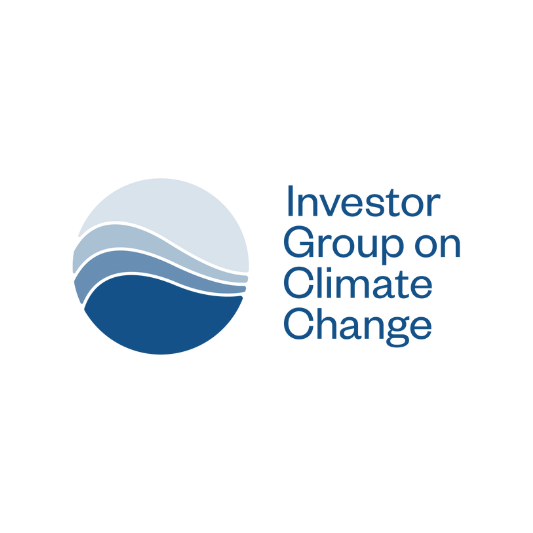 Investor
Group on
Climate
Change